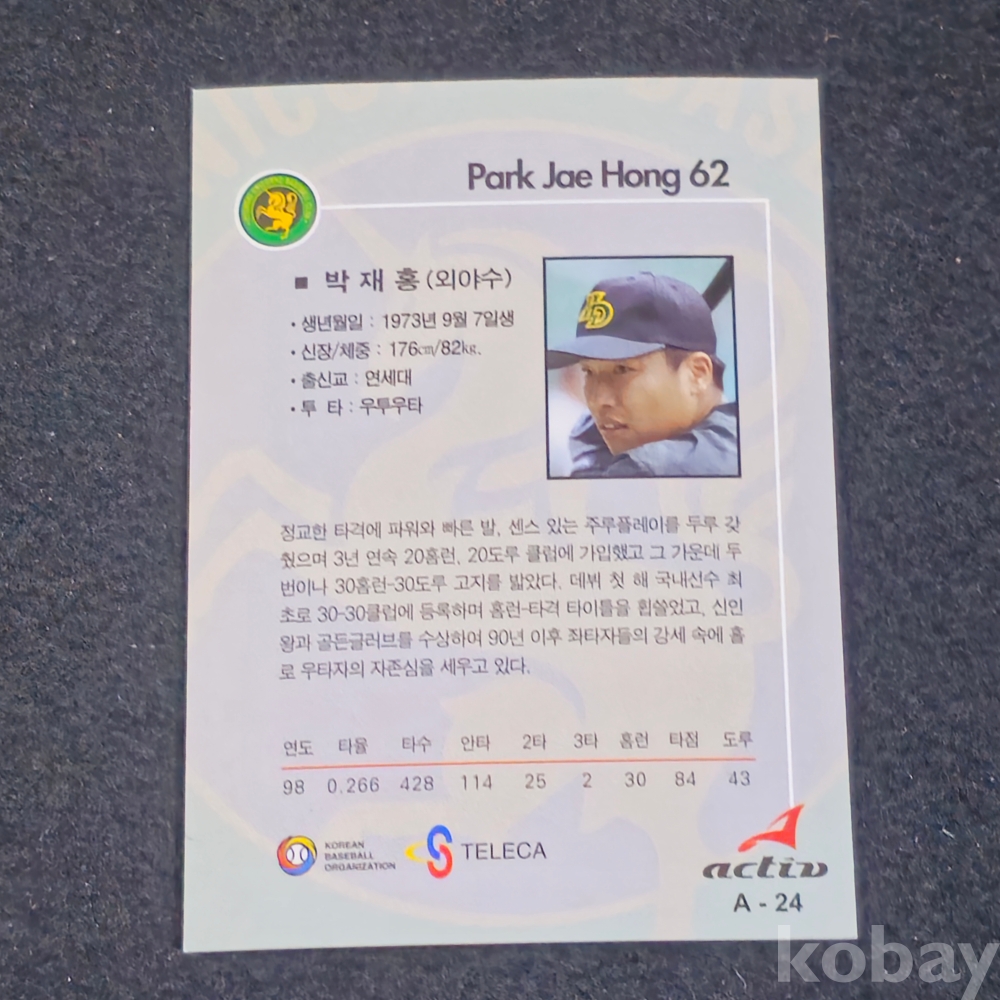 Park Jae Hong 62
■ 박 재 홍 (외야수)
· 생년월일 : 1973년 9월 7일생
· 신장/체중 : 176㎝/82㎏.
· 출신교 : 연세대
· 투 타 : 우투우타
정교한 타격에 파워와 빠른 발, 센스 있는 주루플레이를 두루 갖
췄으며 3년 연속 20홈런, 20도루 클럽에 가입했고 그 가운데 두
번이나 30홈런-30도루 고지를 밟았다. 데뷔 첫 해 국내선수 최
초로 30-30클럽에 등록하며 홈런-타격 타이틀을 휩쓸었고, 신인
왕과 골든글러브를 수상하여 90년 이후 좌타자들의 강세 속에 홀
로 우타자의 자존심을 세우고 있다.
연도 타율 타수 안타 2타 3타 홈런 타점 도루
98 0.266 428 114 25 2 30 84 43
KOREAN
BASEBALL
ORGANIZATION
TELECA
activ
A - 24
kobay